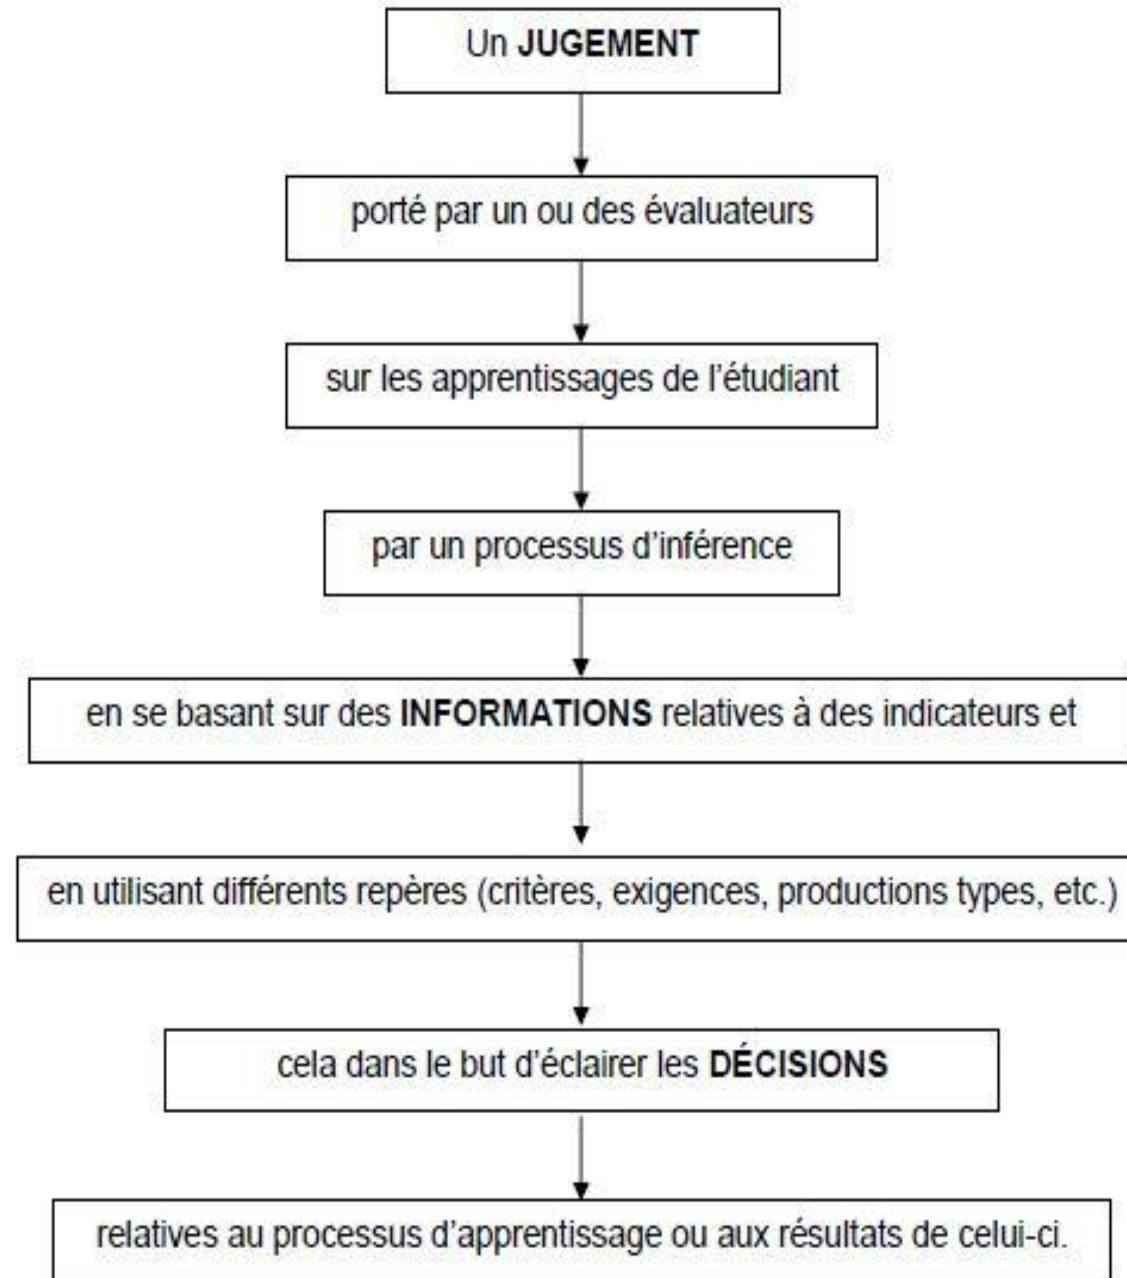 Un JUGEMENT
porté par un ou des évaluateurs
sur les apprentissages de l’étudiant
par un processus d’inférence
en se basant sur des INFORMATIONS relatives à des indicateurs et
en utilisant différents repères (critères, exigences, productions types, etc.)
cela dans le but d’éclairer les DÉCISIONS
relatives au processus d’apprentissage ou aux résultats de celui-ci.